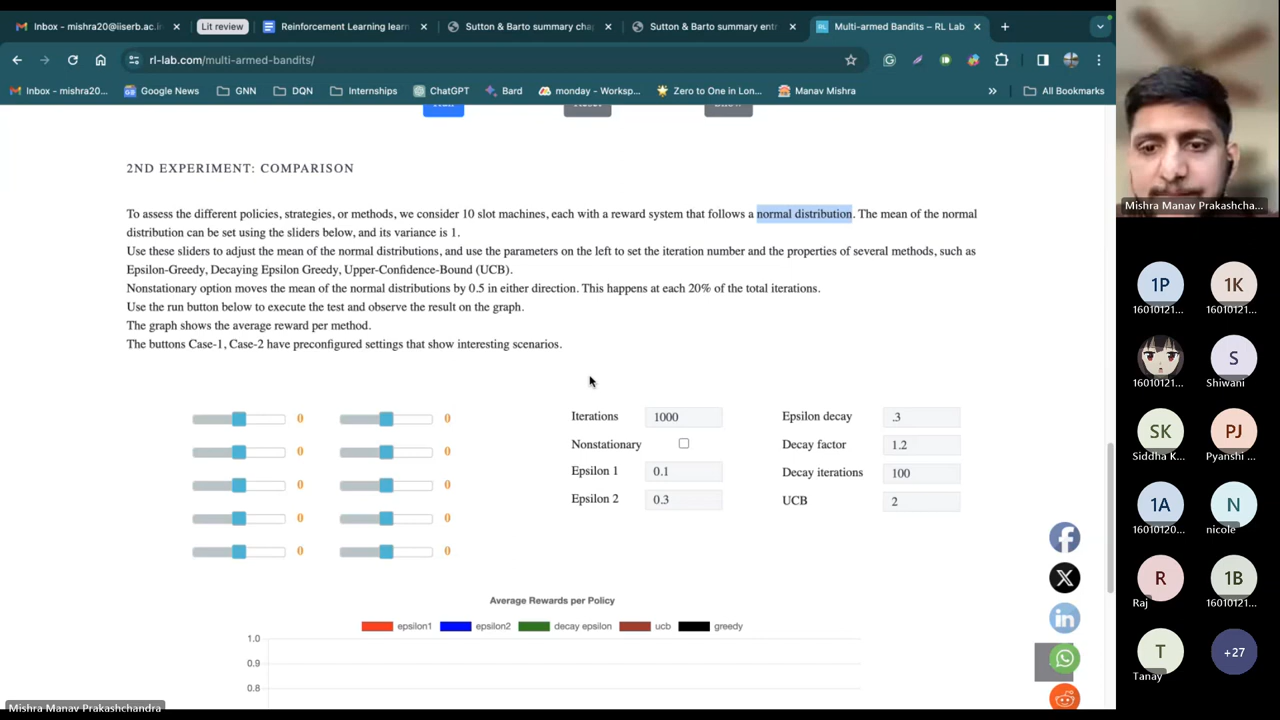 Inbox - mishra20@iiserb.ac.in
Lit review
Reinforcement Learning learn
Sutton & Barto summary cha
Sutton & Barto summary entr
Multi-armed Bandits – RL Lab
rl-lab.com/multi-armed-bandits/
Inbox - mishra20...
Google News
GNN
DQN
Internships
ChatGPT
Bard
monday - Worksp...
Zero to One in Lon...
Manav Mishra
All Bookmarks
2ND EXPERIMENT: COMPARISON
To assess the different policies, strategies, or methods, we consider 10 slot machines, each with a reward system that follows a normal distribution. The mean of the normal
distribution can be set using the sliders below, and its variance is 1.
Use these sliders to adjust the mean of the normal distributions, and use the parameters on the left to set the iteration number and the properties of several methods, such as
Epsilon-Greedy, Decaying Epsilon Greedy, Upper-Confidence-Bound (UCB).
Nonstationary option moves the mean of the normal distributions by 0.5 in either direction. This happens at each 20% of the total iterations.
Use the run button below to execute the test and observe the result on the graph.
The graph shows the average reward per method.
The buttons Case-1, Case-2 have preconfigured settings that show interesting scenarios.
0 0 Iterations 1000 Epsilon decay .3
0 0 Nonstationary Decay factor 1.2
0 0 Epsilon 1 0.1 Decay iterations 100
0 0 Epsilon 2 0.3 UCB 2
0 0
Average Rewards per Policy
epsilon1 epsilon2 decay epsilon ucb greedy
1.0
0.9
0.8
Mishra Manav Prakashchandra
Mishra Manav Prakashcha...
1P 1K
16010121... 16010121...
S
16010121... Shiwani
SK PJ
Siddha K... Pyanshi ...
1A N
16010120... nicole
R 1B
Raj 16010121...
T +27
Tanay